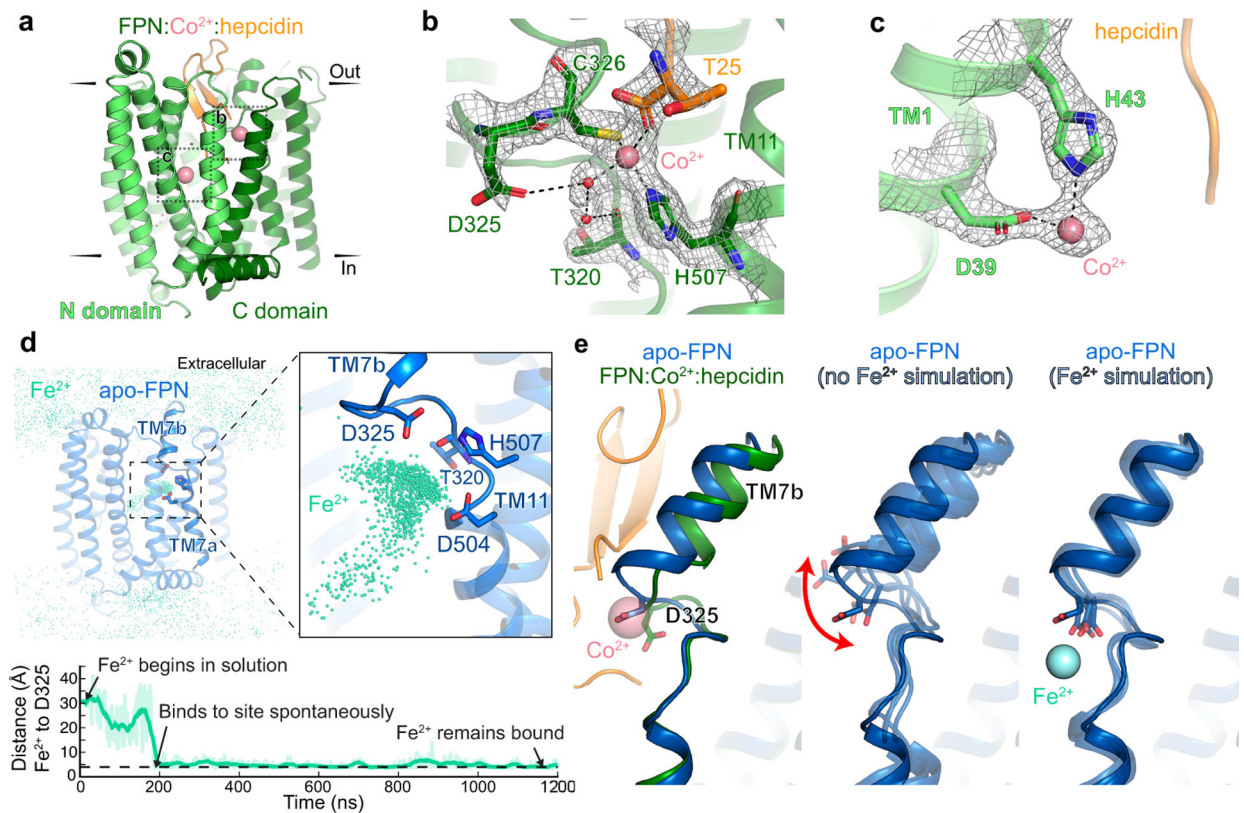 a
FPN:Co²⁺:hepcidin
Out
b
c
In
N domain
C domain
b
C326
T25
TM11
Co²⁺
D325
T320
H507
c
hepcidin
H43
TM1
D39
Co²⁺
d
Extracellular
Fe²⁺
apo-FPN
TM7b
TM7a
TM7b
D325
H507
T320
Fe²⁺
TM11
D504
Distance (Å)
Fe²⁺ to D325
40
30
20
10
0
Fe²⁺ begins in solution
Binds to site spontaneously
Fe²⁺ remains bound
0 200 400 600 800 1000 1200
Time (ns)
e
apo-FPN
FPN:Co²⁺:hepcidin
TM7b
D325
Co²⁺
apo-FPN
(no Fe²⁺ simulation)
apo-FPN
(Fe²⁺ simulation)
Fe²⁺